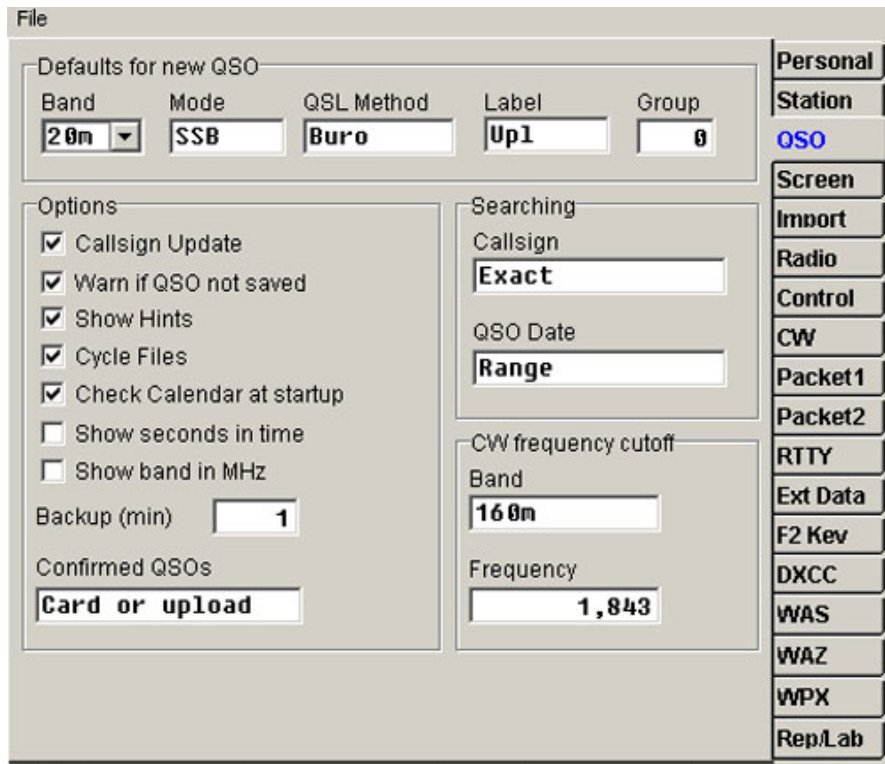 File
Defaults for new QSO
Band Mode QSL Method Label Group
20m SSB Buro Upl 0
Options
Callsign Update
Warn if QSO not saved
Show Hints
Cycle Files
Check Calendar at startup
Show seconds in time
Show band in MHz
Backup (min) 1
Confirmed QSOs
Card or upload
Searching
Callsign
Exact
QSO Date
Range
CW frequency cutoff
Band
160m
Frequency
1,843
Personal
Station
QSO
Screen
Import
Radio
Control
CW
Packet1
Packet2
RTTY
Ext Data
F2 Key
DXCC
WAS
WAZ
WPX
Rep/Lab